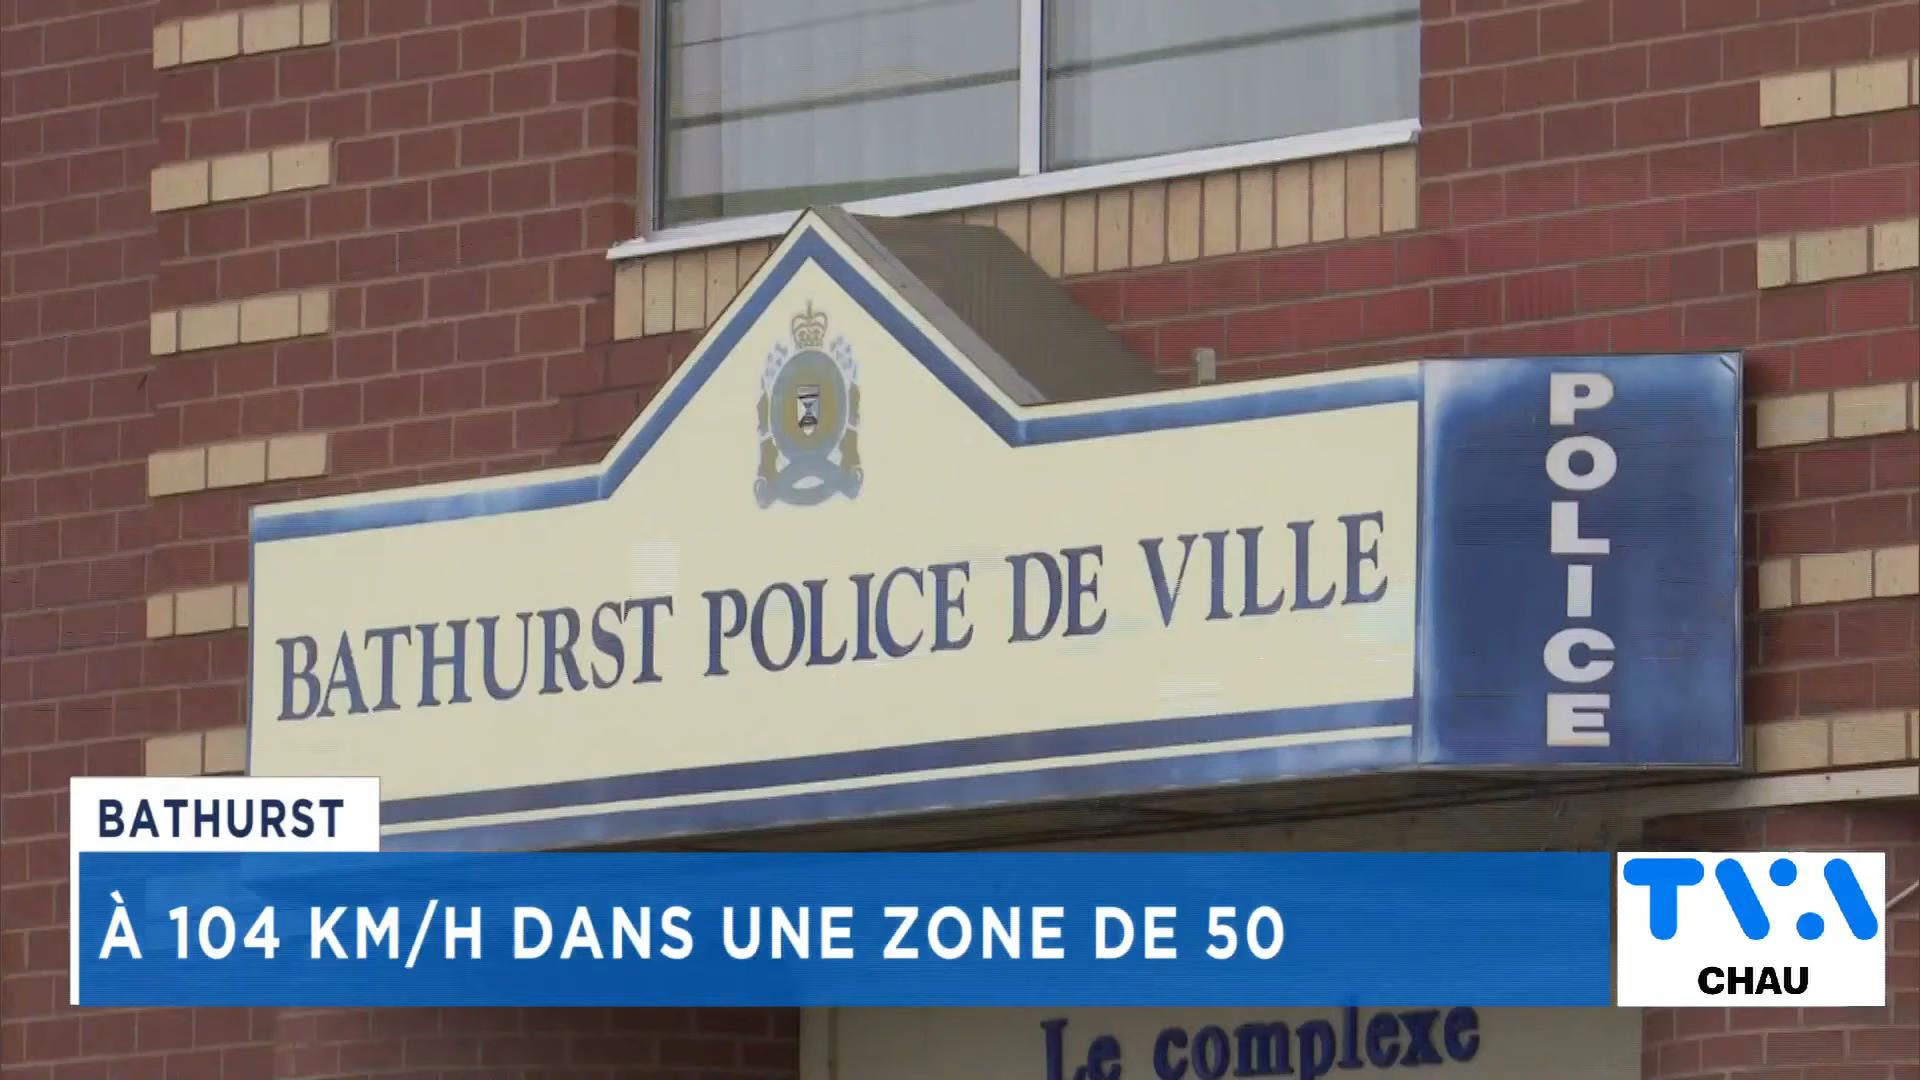 BATHURST POLICE DE VILLE
POLICE
BATHURST
À 104 KM/H DANS UNE ZONE DE 50
TVA
CHAU
Le complexe